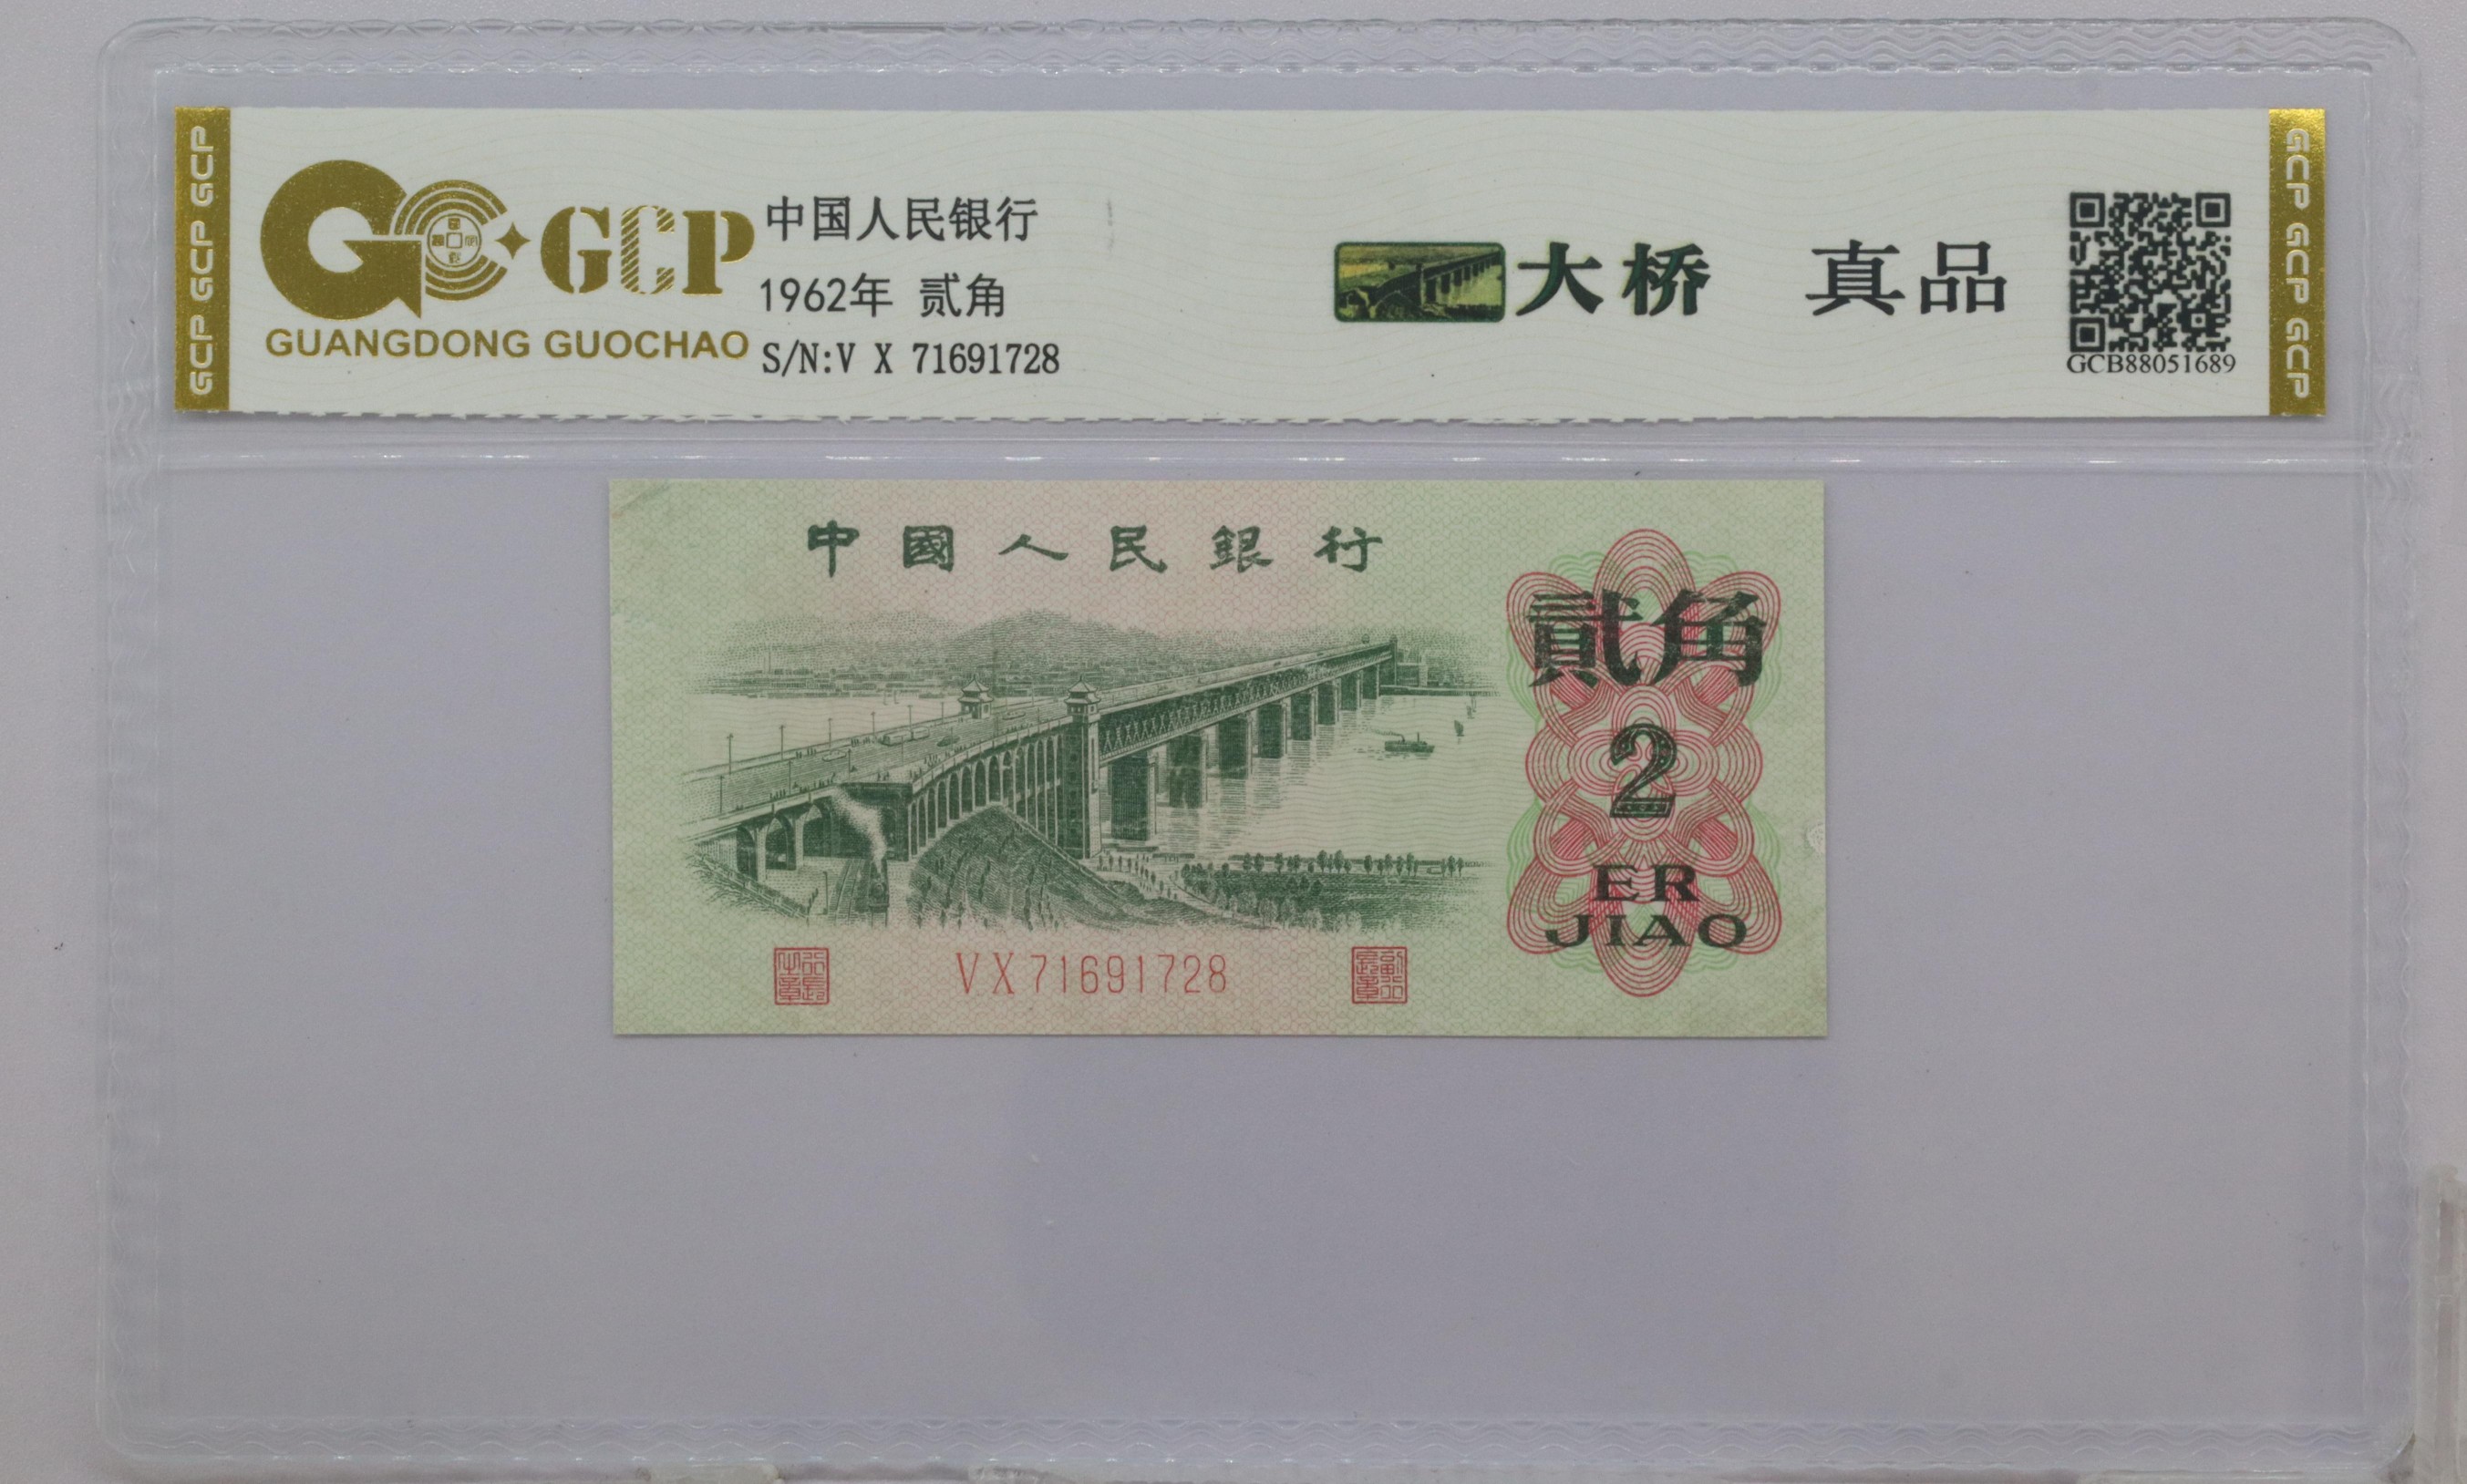 GCP GCP GCP
GCP
GUANGDONG GUOCHAO
中国人民银行
1962年 贰角
S/N:V X 71691728
大桥 真品
GCB88051689
GCP GCP GCP
中國人民銀行
貳角
2
ER
JIAO
VX71691728